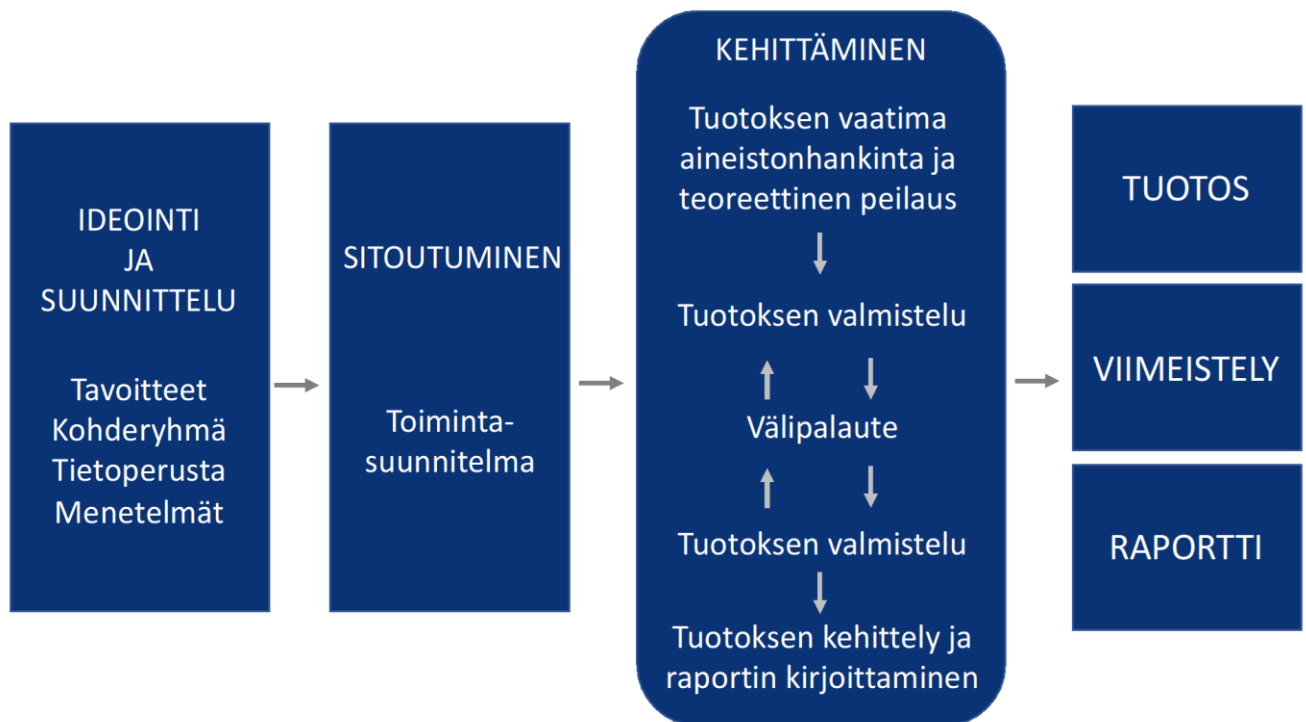 IDEOINTI
JA
SUUNNITTELU
Tavoitteet
Kohderyhmä
Tietoperusta
Menetelmät
SITOUTUMINEN
Toiminta-
suunnitelma
KEHITTÄMINEN
Tuotoksen vaatima
aineistonhankinta ja
teoreettinen peilaus
Tuotoksen valmistelu
Välipalaute
Tuotoksen valmistelu
Tuotoksen kehittely ja
raportin kirjoittaminen
TUOTOS
VIIMEISTELY
RAPORTTI